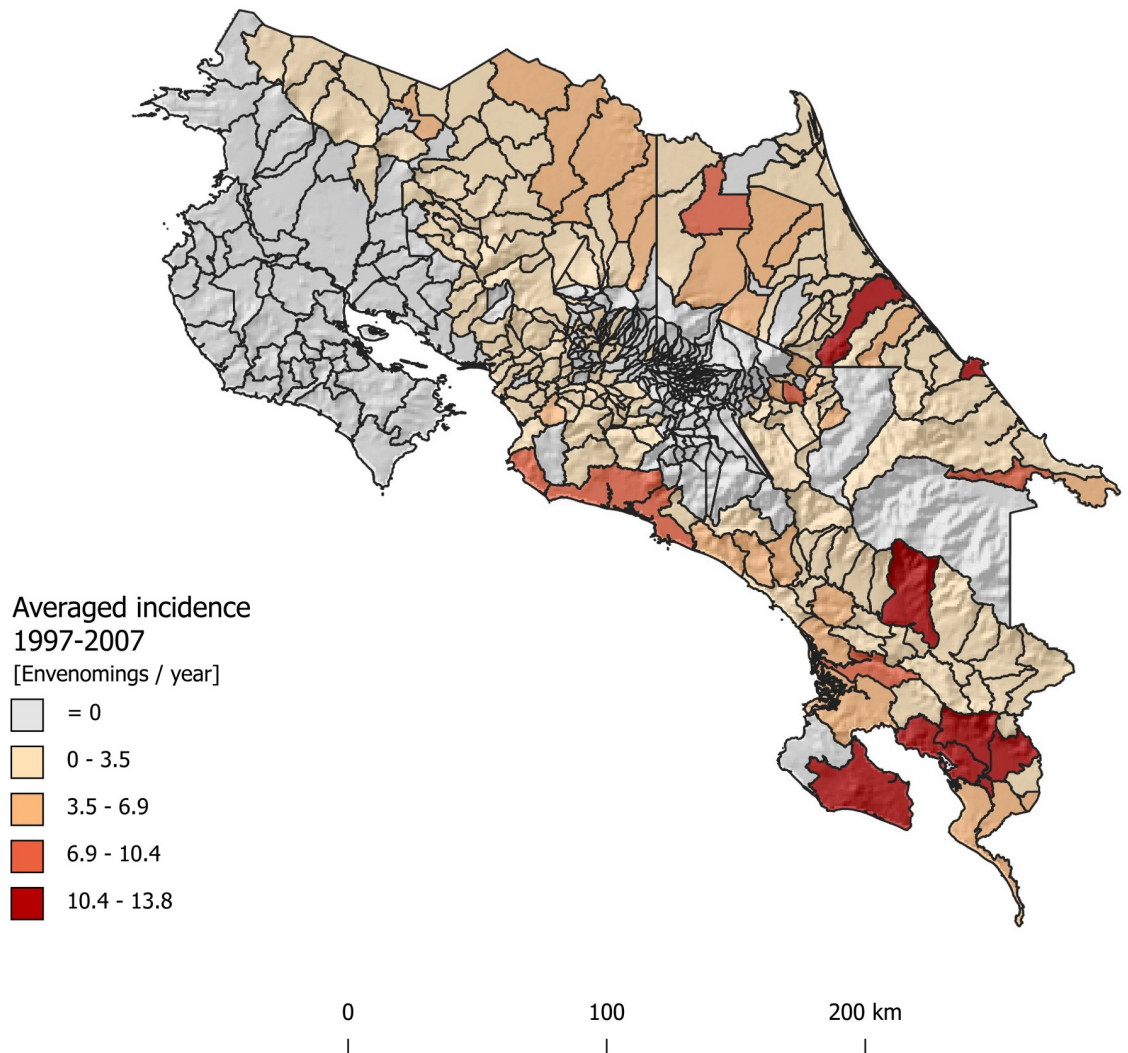 Averaged incidence
1997-2007
[Envenomings / year]
= 0
0 - 3.5
3.5 - 6.9
6.9 - 10.4
10.4 - 13.8
0 100 200 km